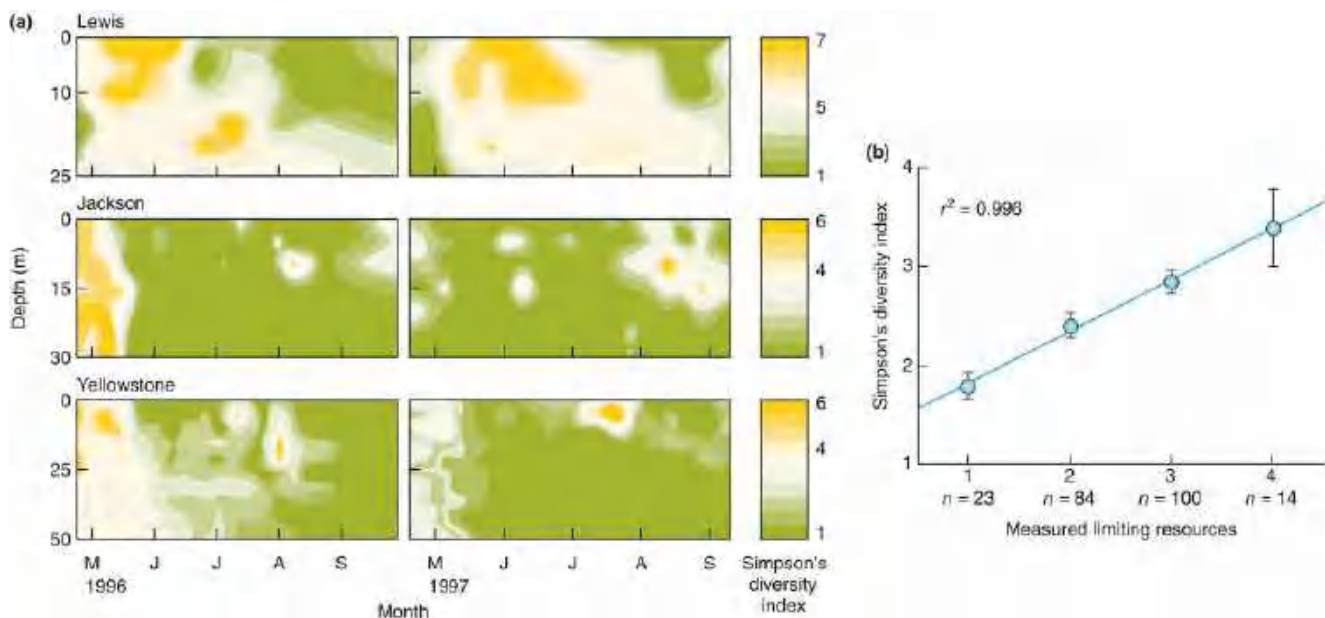 (a)
Lewis
0
10
25
7
5
1
Jackson
0
15
30
6
4
1
Yellowstone
0
25
50
6
4
1
Depth (m)
M J J A S
1996
M J J A S
1997
Month
Simpson's
diversity
index
(b)
4
3
2
1
r² = 0.996
Simpson's diversity index
1 2 3 4
n = 23 n = 84 n = 100 n = 14
Measured limiting resources